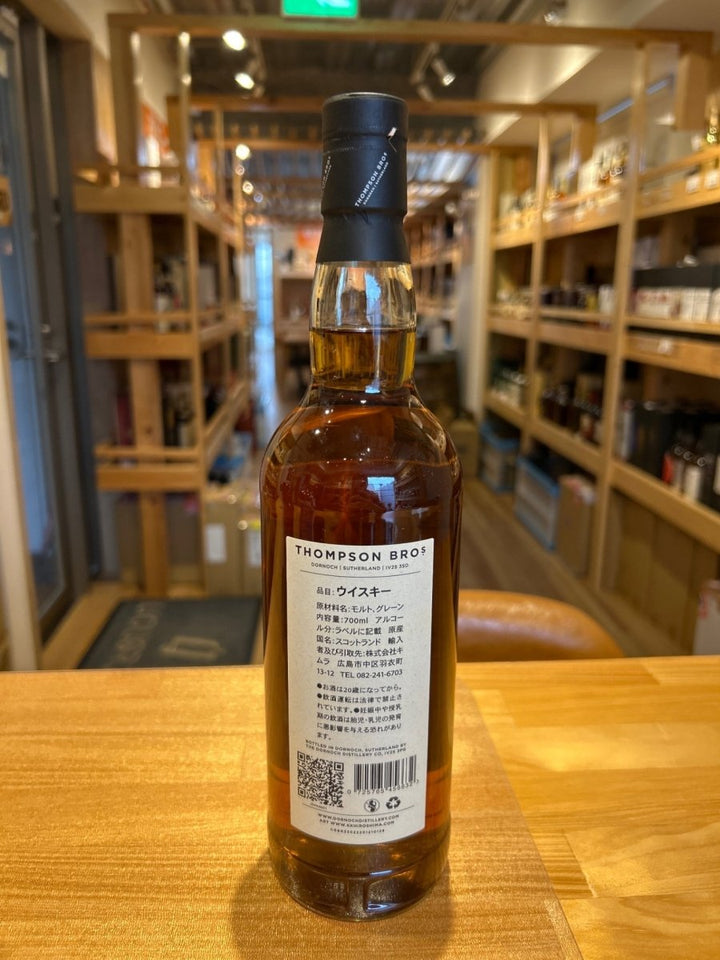 THOMPSON BROS
THOMPSON BROS
DORNOCH | SUTHERLAND | IV25 3SD
品目: ウイスキー
原材料名: モルト、グレーン
内容量:700ml アルコー
ル分:ラベルに記載 原産
国名:スコットランド 輸入
者及び引取先:株式会社キ
ムラ 広島市中区羽衣町
13-12 TEL 082-241-6703
●お酒は20歳になってから。
●飲酒運転は法律で禁止さ
れています。●妊娠中や授乳
期の飲酒は胎児・乳児の発育
に悪影響を与える恐れがあり
ます。
BOTTLED IN DORNOCH, SUTHERLAND BY
THE DORNOCH DISTILLERY CO, IV25 3PG
WWW.DORNOCHDISTILLERY.COM